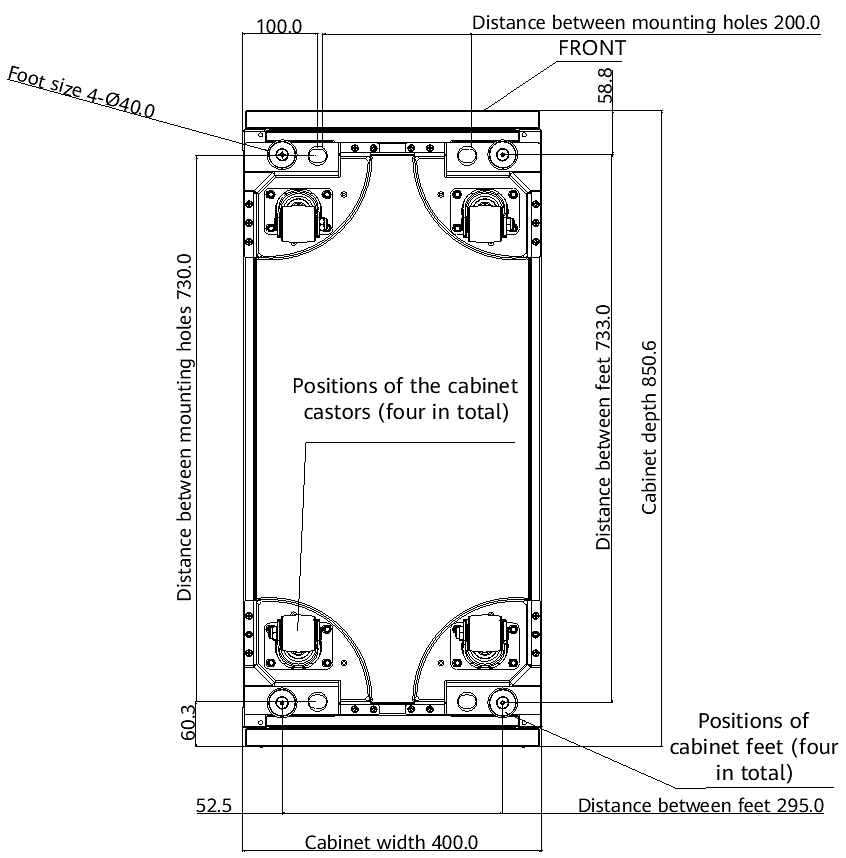 Distance between mounting holes 200.0
100.0
FRONT
Foot size 4-Ø40.0
58.8
Distance between mounting holes 730.0
Distance between feet 733.0
Cabinet depth 850.6
Positions of the cabinet
castors (four in total)
60.3
Positions of
cabinet feet (four
in total)
52.5
Distance between feet 295.0
Cabinet width 400.0